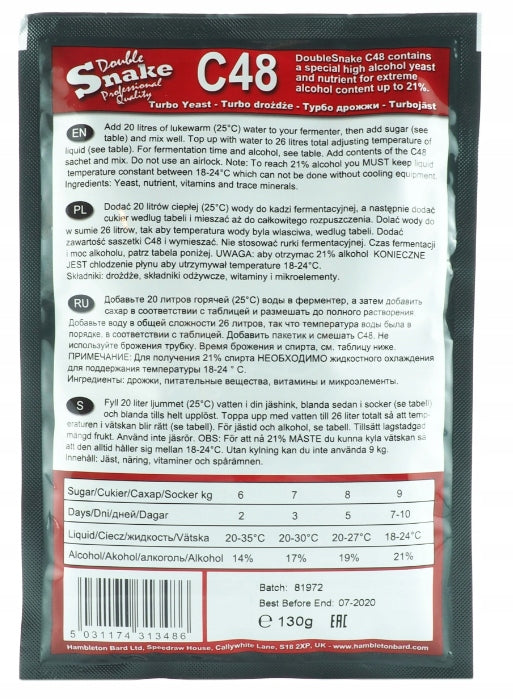 Double
Snake
Professional
Quality
C48
DoubleSnake C48 contains
a special high alcohol yeast
and nutrient for extreme
alcohol content up to 21%.
Turbo Yeast - Turbo drożdże - Турбо дрожжи - Turbojäst
EN Add 20 litres of lukewarm (25°C) water to your fermenter, then add sugar (see
table) and mix well. Top up with water to 26 litres total adjusting temperature of
liquid (see table). For fermentation time and alcohol, see table. Add contents of the C48
sachet and mix. Do not use an airlock. Note: To reach 21% alcohol you MUST keep liquid
temperature constant between 18-24°C which can not be done without cooling equipment.
Ingredients: Yeast, nutrient, vitamins and trace minerals.
PL Dodać 20 litrów ciepłej (25°C) wody do kadzi fermentacyjnej, a następnie dodać
cukier wedlug tabeli i mieszać aż do całkowitego rozpuszczenia. Dolać wody do
w sumie 26 litrow, tak aby temperatura wody byla wlasciwa, wedlug tabeli. Dodać
zawartość saszetki C48 i wymieszać. Nie stosować rurki fermentacyjnej. Czas fermentacji
i moc alkoholu, patrz tabela poniżej. UWAGA: aby otrzymac 21% alkohol KONIECZNE
JEST chlodzenie płynu aby utrzymywał temperature 18-24°C.
Składniki: drożdże, składniki odżywcze, witaminy i mikroelementy.
RU Добавьте 20 литров горячей (25°C) воды в ферментер, а затем добавить
сахар в соответствии с таблицей и размешать до полного растворения.
Добавьте воду в общей сложности 26 литров, так что температура воды была в
порядке, в соответствии с таблицей. Добавить пакетик и смешать C48. Не
используйте брожения трубку. Время брожения и спирта, см. таблицу ниже.
ПРИМЕЧАНИЕ: Для получения 21% спирта НЕОБХОДИМО жидкостного охлаждения
для поддержания температуры 18-24 ° C.
Ингредиенты: дрожжи, питательные вещества, витамины и микроэлементы.
S Fyll 20 liter ljummet (25°C) vatten i din jäshink, blanda sedan i socker (se tabell)
och blanda tills helt upplöst. Toppa upp med vatten till 26 liter totalt så att temp-
eraturen i vätskan blir rätt (se tabell). För jästid och alkohol, se tabell. Tillsätt lagstadgad
mängd frukt. Använd inte jäsrör. OBS: För att nå 21% MÅSTE du kunna kyla vätskan så
att den alltid håller sig mellan 18-24°C. Utan kylning kan du inte använda 9 kg.
Innehåll: Jäst, näring, vitaminer och spårämnen.
Sugar/Cukier/Сахар/Socker kg 6 7 8 9
Days/Dni/дней/Dagar 2 3 5 7-10
Liquid/Ciecz/жидкость/Vätska 20-35°C 20-30°C 20-27°C 18-24°C
Alcohol/Akohol/алкоголь/Alkohol 14% 17% 19% 21%
Batch: 81972
Best Before End: 07-2020
℮ 130g EAC
5 031174 313486
Hambleton Bard Ltd, Speedraw House, Callywhite Lane, S18 2XP, UK - www.hambletonbard.com